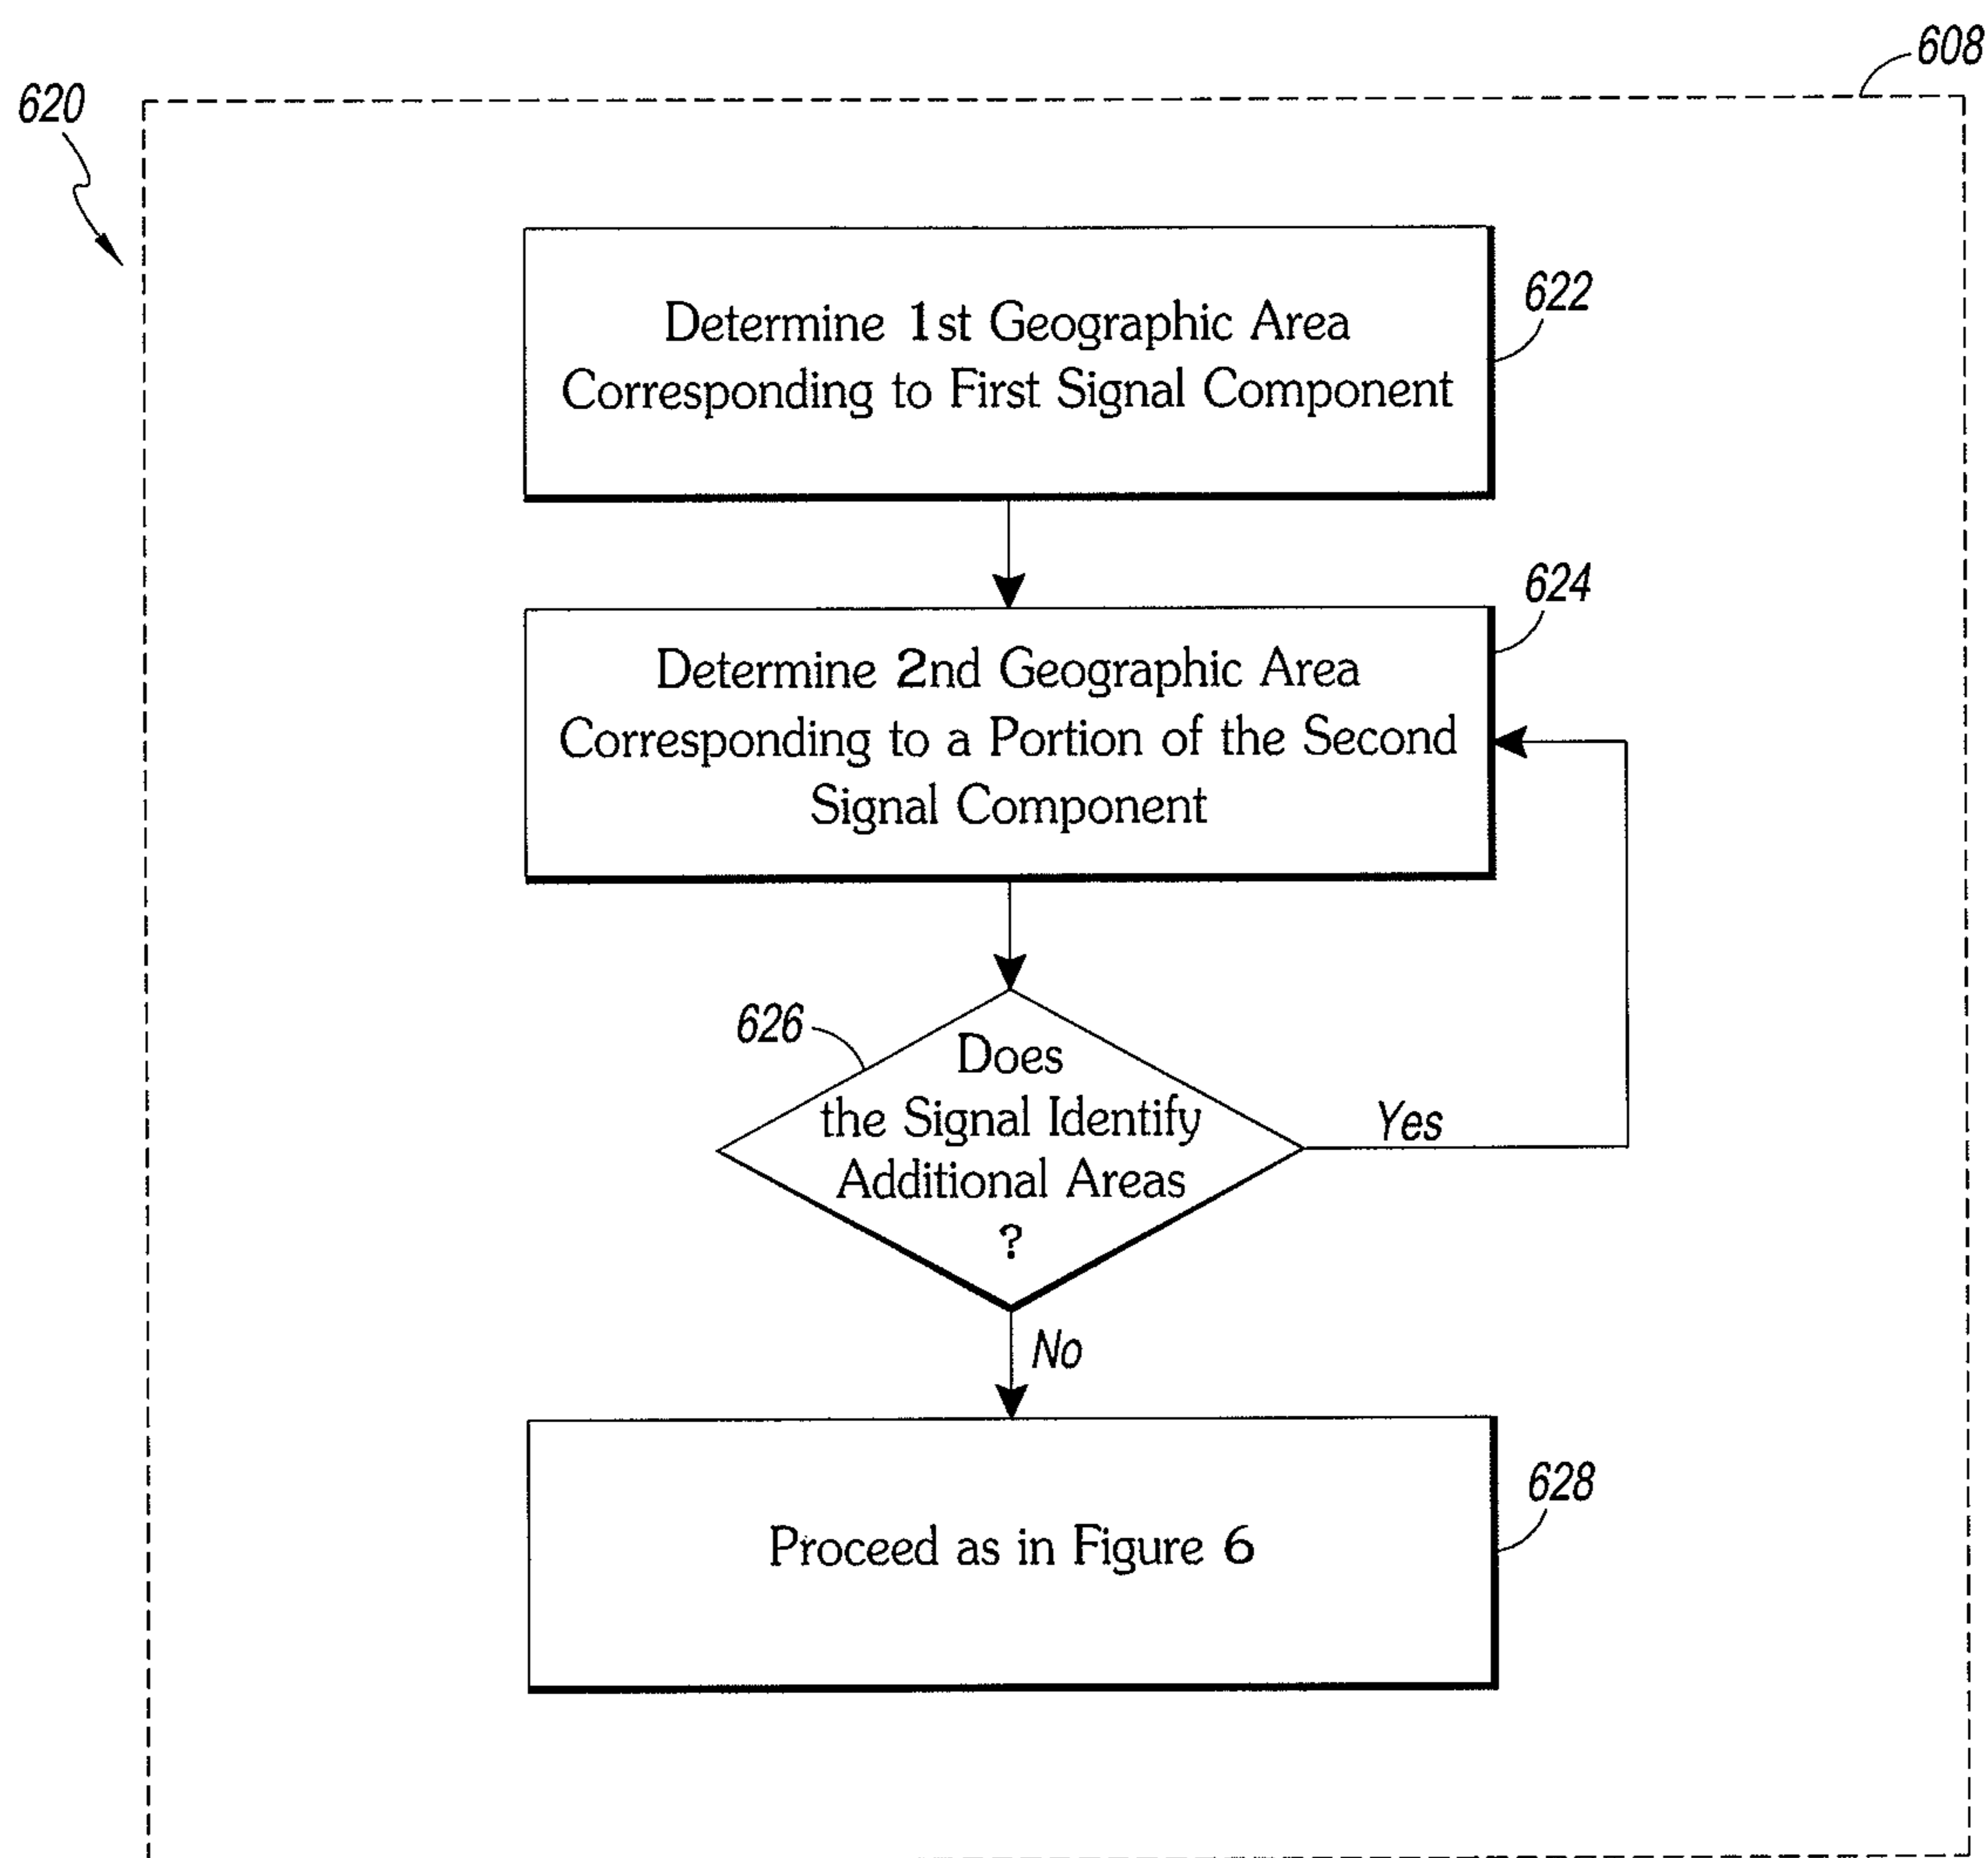 608
620
Determine 1st Geographic Area
Corresponding to First Signal Component
622
624
Determine 2nd Geographic Area
Corresponding to a Portion of the Second
Signal Component
626
Does
the Signal Identify
Additional Areas
?
Yes
No
Proceed as in Figure 6
628